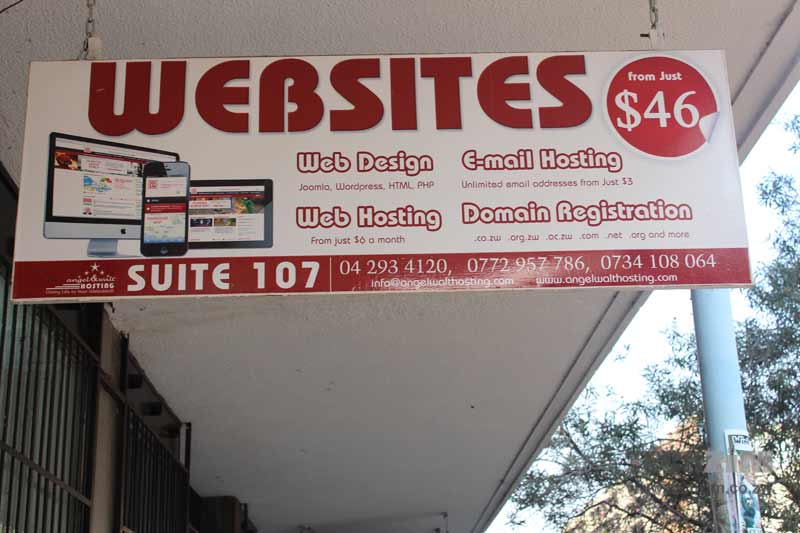 WEBSITES
from Just
$46
Web Design
Joomla, Wordpress, HTML, PHP
E-mail Hosting
Unlimited email addresses from Just $3
Web Hosting
From just $6 a month
Domain Registration
.co.zw .org.zw .ac.zw .com .net .org and more
HOSTING
SUITE 107
04 293 4120, 0772 957 786, 0734 108 064
info@angelwalthosting.com www.angelwalthosting.com